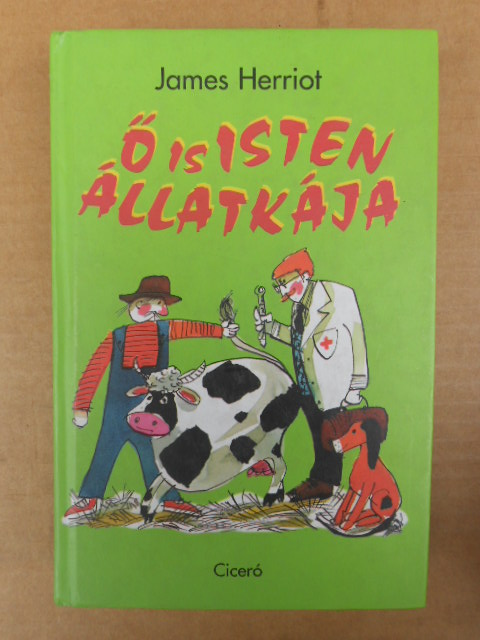 James Herriot
Ő is ISTEN
ÁLLATKÁJA
Ciceró